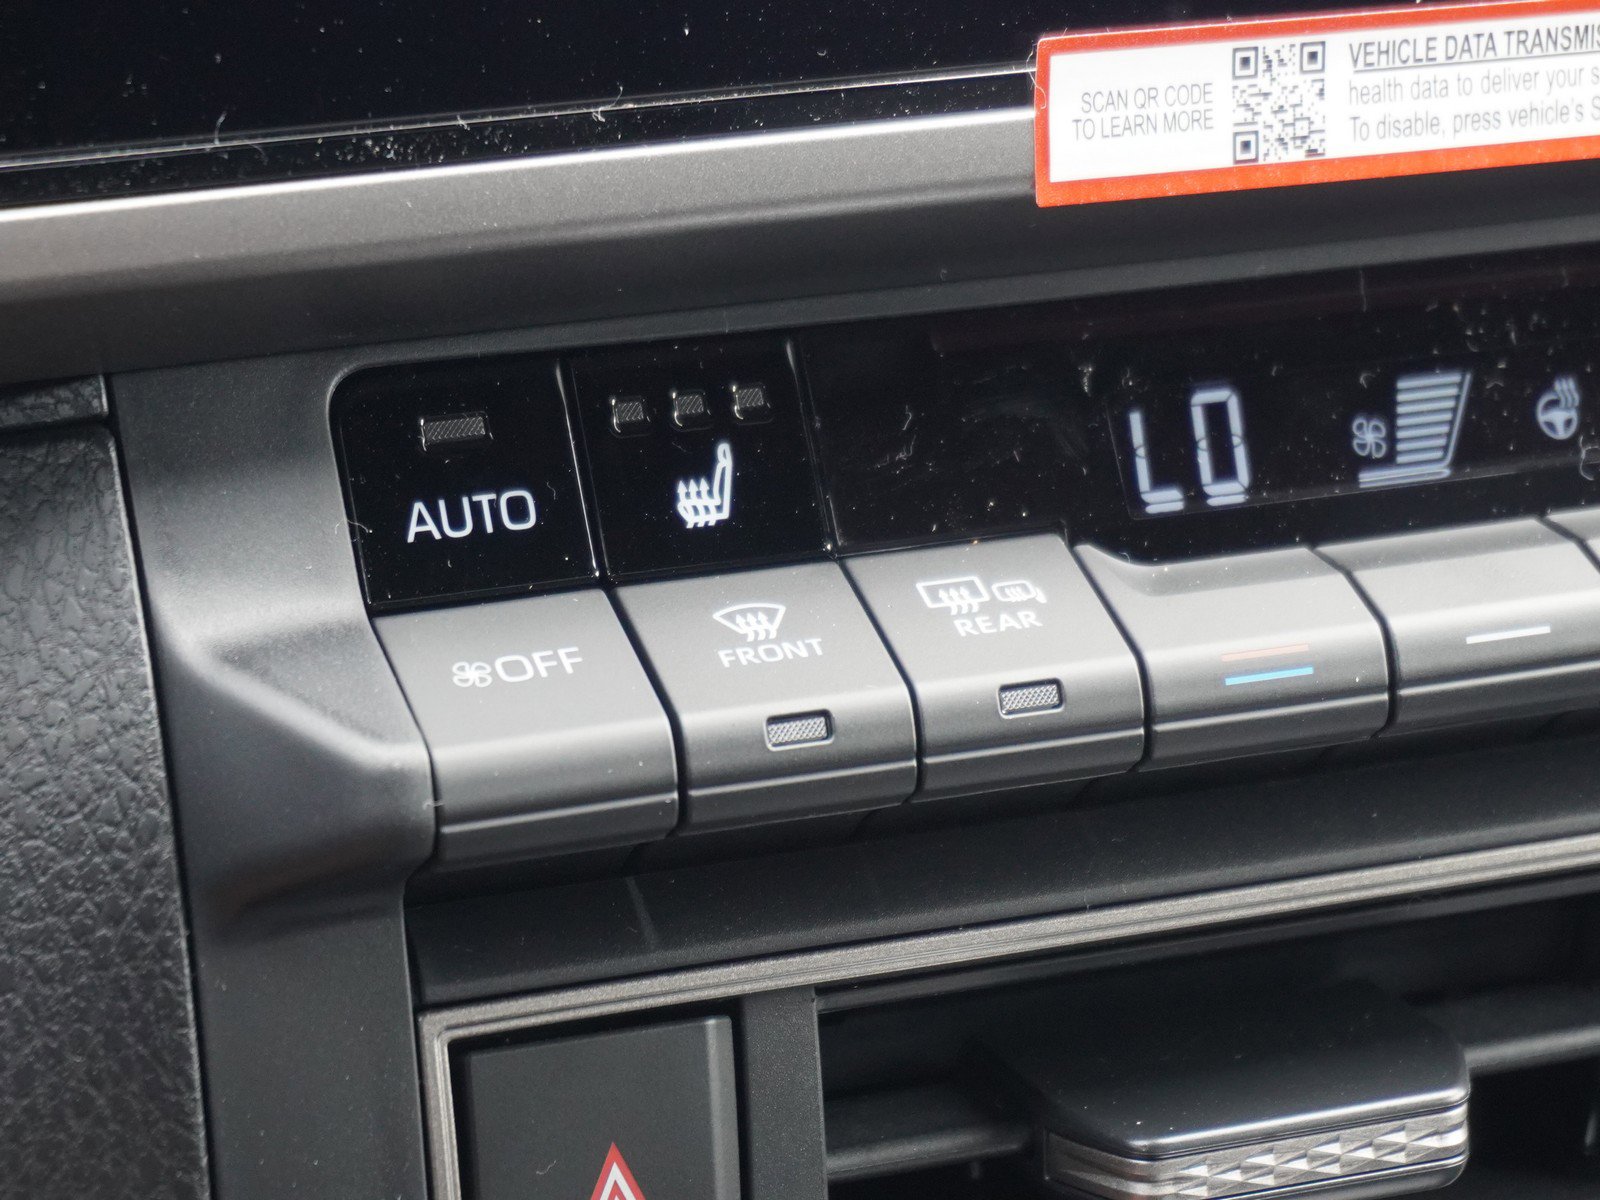 SCAN QR CODE
TO LEARN MORE
VEHICLE DATA TRANSMIS
health data to deliver your s
To disable, press vehicle's S
AUTO
LO
OFF
FRONT
REAR